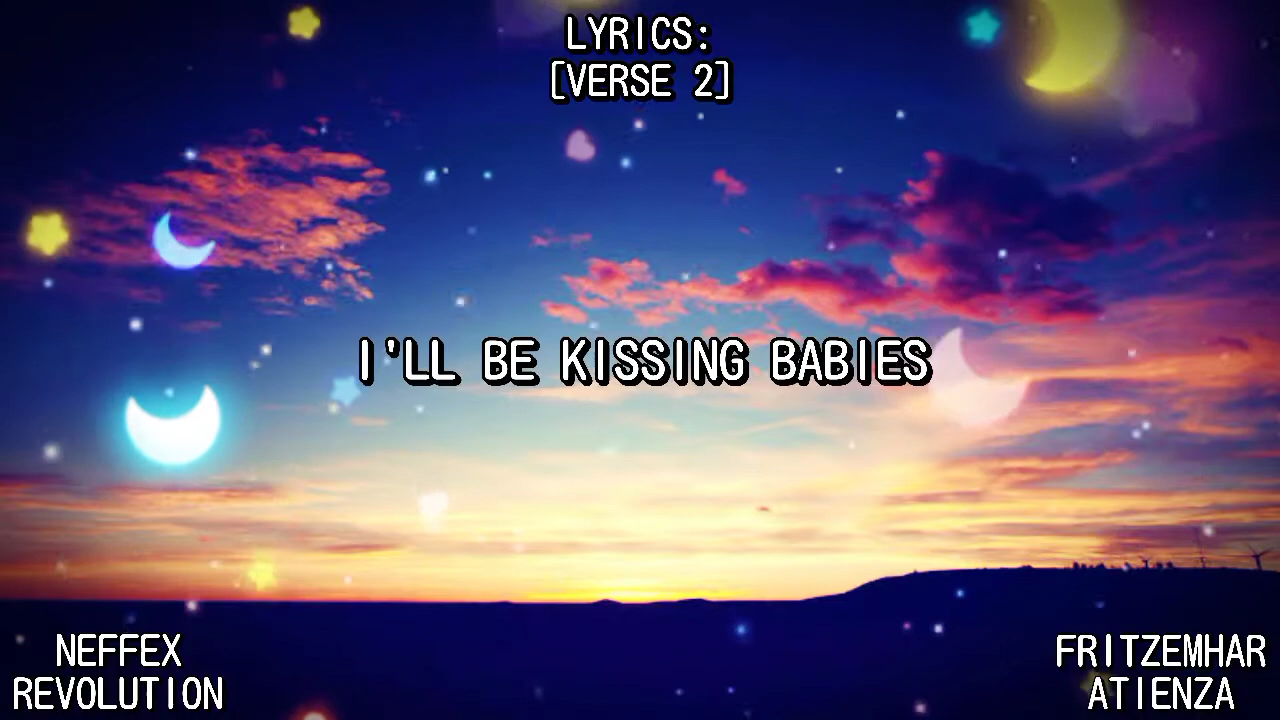 LYRICS:
[VERSE 2]
I'LL BE KISSING BABIES
NEFFEX
REVOLUTION
FRITZEMHAR
ATIENZA